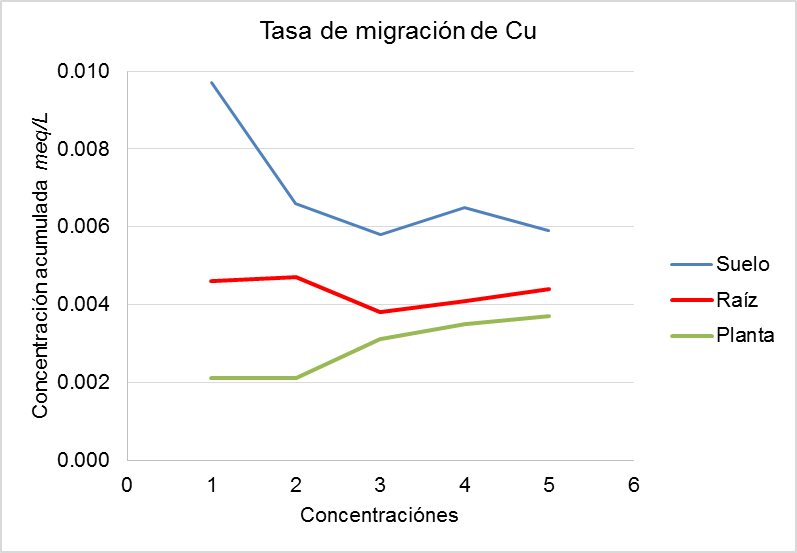 Tasa de migración de Cu
0.010
0.008
0.006
0.004
0.002
0.000
Concentración acumulada meq/L
0 1 2 3 4 5 6
Concentraciónes
Suelo
Raíz
Planta